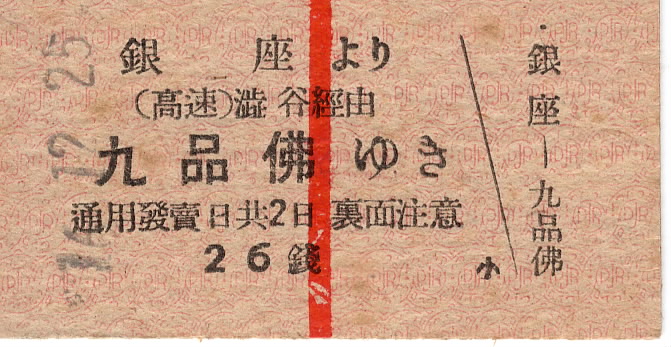 銀座より
(高速)澁谷經由
九品佛ゆき
通用發賣日共2日 裏面注意
26錢
小
銀座—九品佛